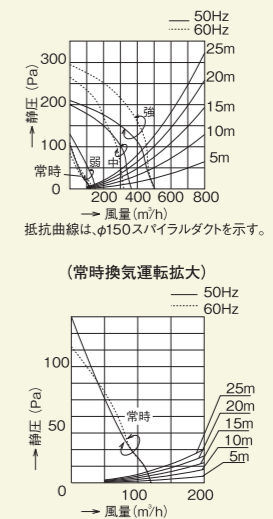 50Hz
60Hz
静圧 (Pa)
300
200
100
0
強
弱 中
常時
25m
20m
15m
10m
5m
200 400 600 800
→ 風量(m³/h)
抵抗曲線は、φ150スパイラルダクトを示す。
(常時換気運転拡大)
50Hz
60Hz
静圧 (Pa)
100
50
0
常時
25m
20m
15m
10m
5m
100 200
→ 風量(m³/h)